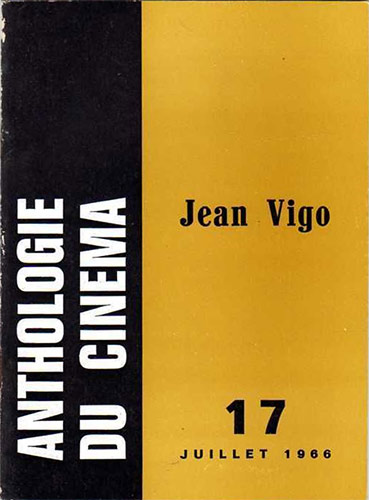 ANTHOLOGIE
DU CINEMA
Jean Vigo
17
JUILLET 1966